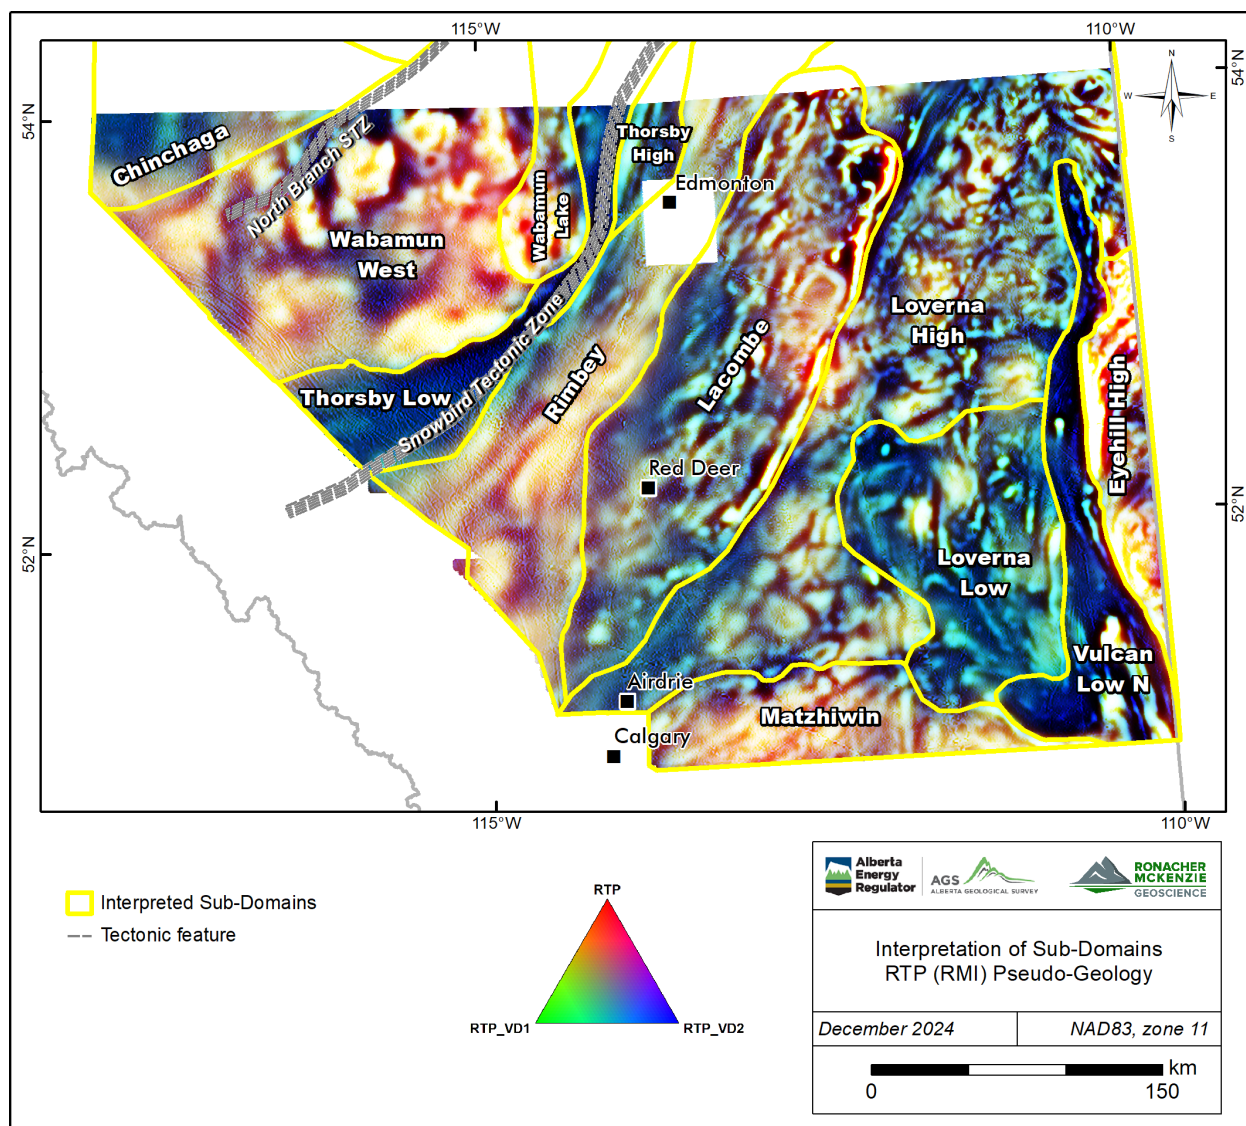 115°W
110°W
54°N
54°N
N
W
E
S
Chinchaga
North Branch STZ
Thorsby
High
Edmonton
Wabamun
Lake
Wabamun
West
Loverna
High
Thorsby Low
Snowbird Tectonic Zone
Rimbey
Lacombe
Eyehill High
Red Deer
52°N
52°N
Loverna
Low
Vulcan
Low N
Airdrie
Matzhiwin
Calgary
115°W
110°W
Interpreted Sub-Domains
Tectonic feature
RTP
RTP_VD1
RTP_VD2
Alberta
Energy
Regulator
AGS
ALBERTA GEOLOGICAL SURVEY
RONACHER
MCKENZIE
GEOSCIENCE
Interpretation of Sub-Domains
RTP (RMI) Pseudo-Geology
December 2024
NAD83, zone 11
km
0
150